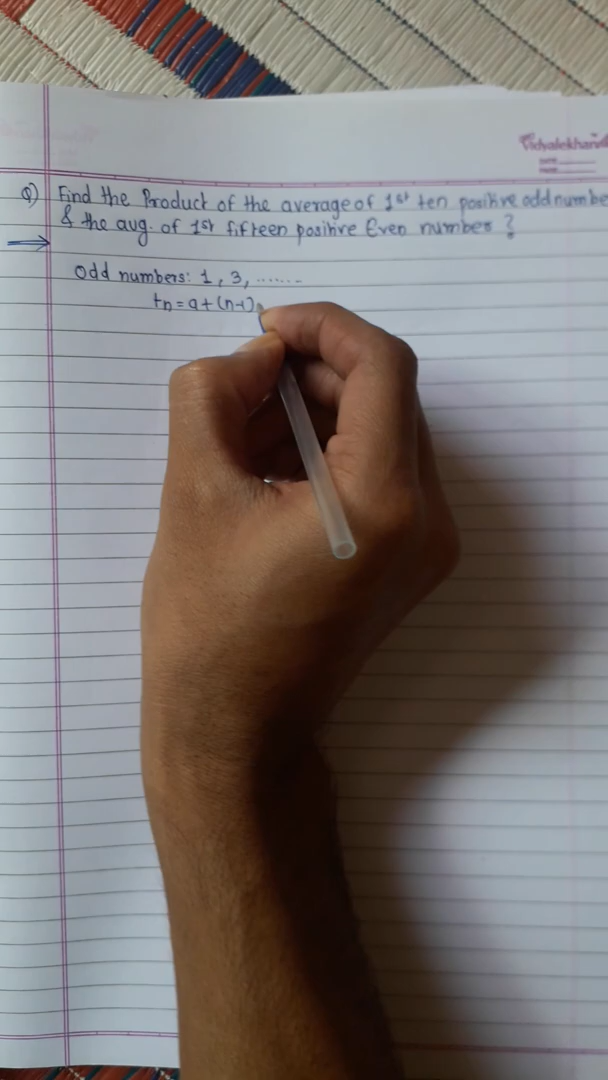 Vidyalekhan
Q) Find the Product of the average of 1st ten positive odd numbe
& the avg. of 1st fifteen positive Even number ?
Odd numbers: 1, 3, .......
tn = a+(n-1)